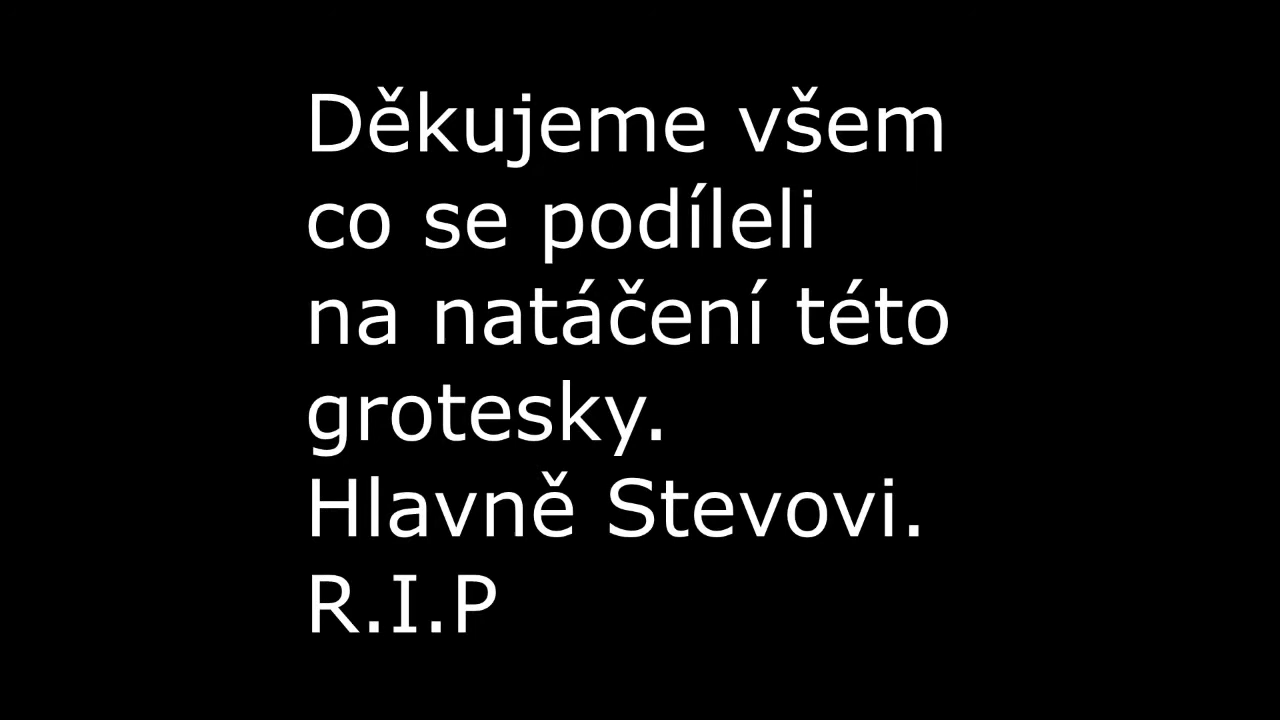 Děkujeme všem
co se podíleli
na natáčení této
grotesky.
Hlavně Stevovi.
R.I.P